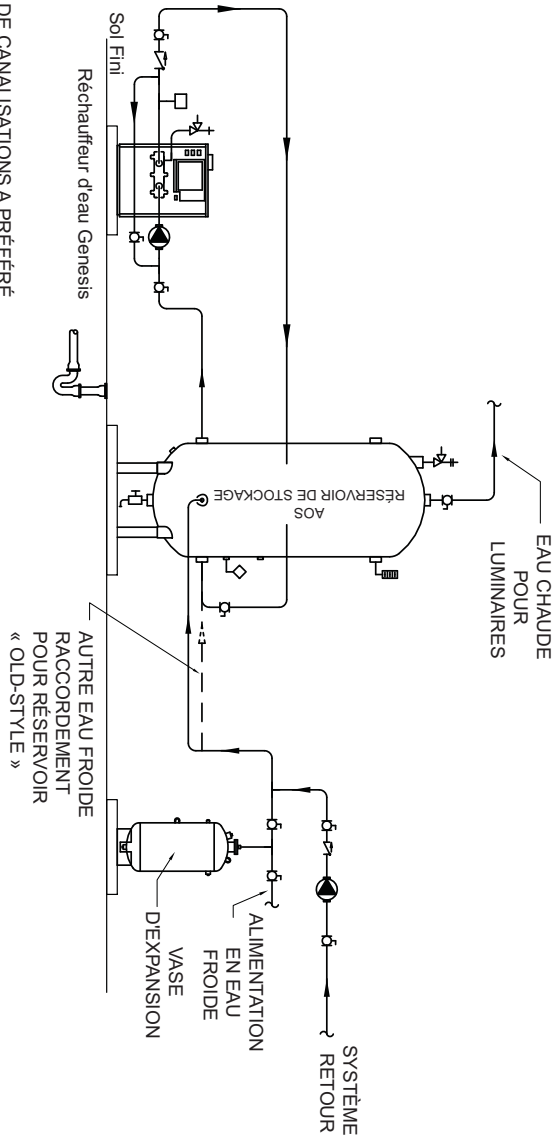 EAU CHAUDE
POUR
LUMINAIRES
SYSTÈME
RETOUR
ALIMENTATION
EN EAU
FROIDE
VASE
D'EXPANSION
AUTRE EAU FROIDE
RACCORDEMENT
POUR RÉSERVOIR
« OLD-STYLE »
AOS
RÉSERVOIR DE STOCKAGE
Sol Fini
Réchauffeur d'eau Genesis
DE CANALISATIONS A PRÉFÉRÉ